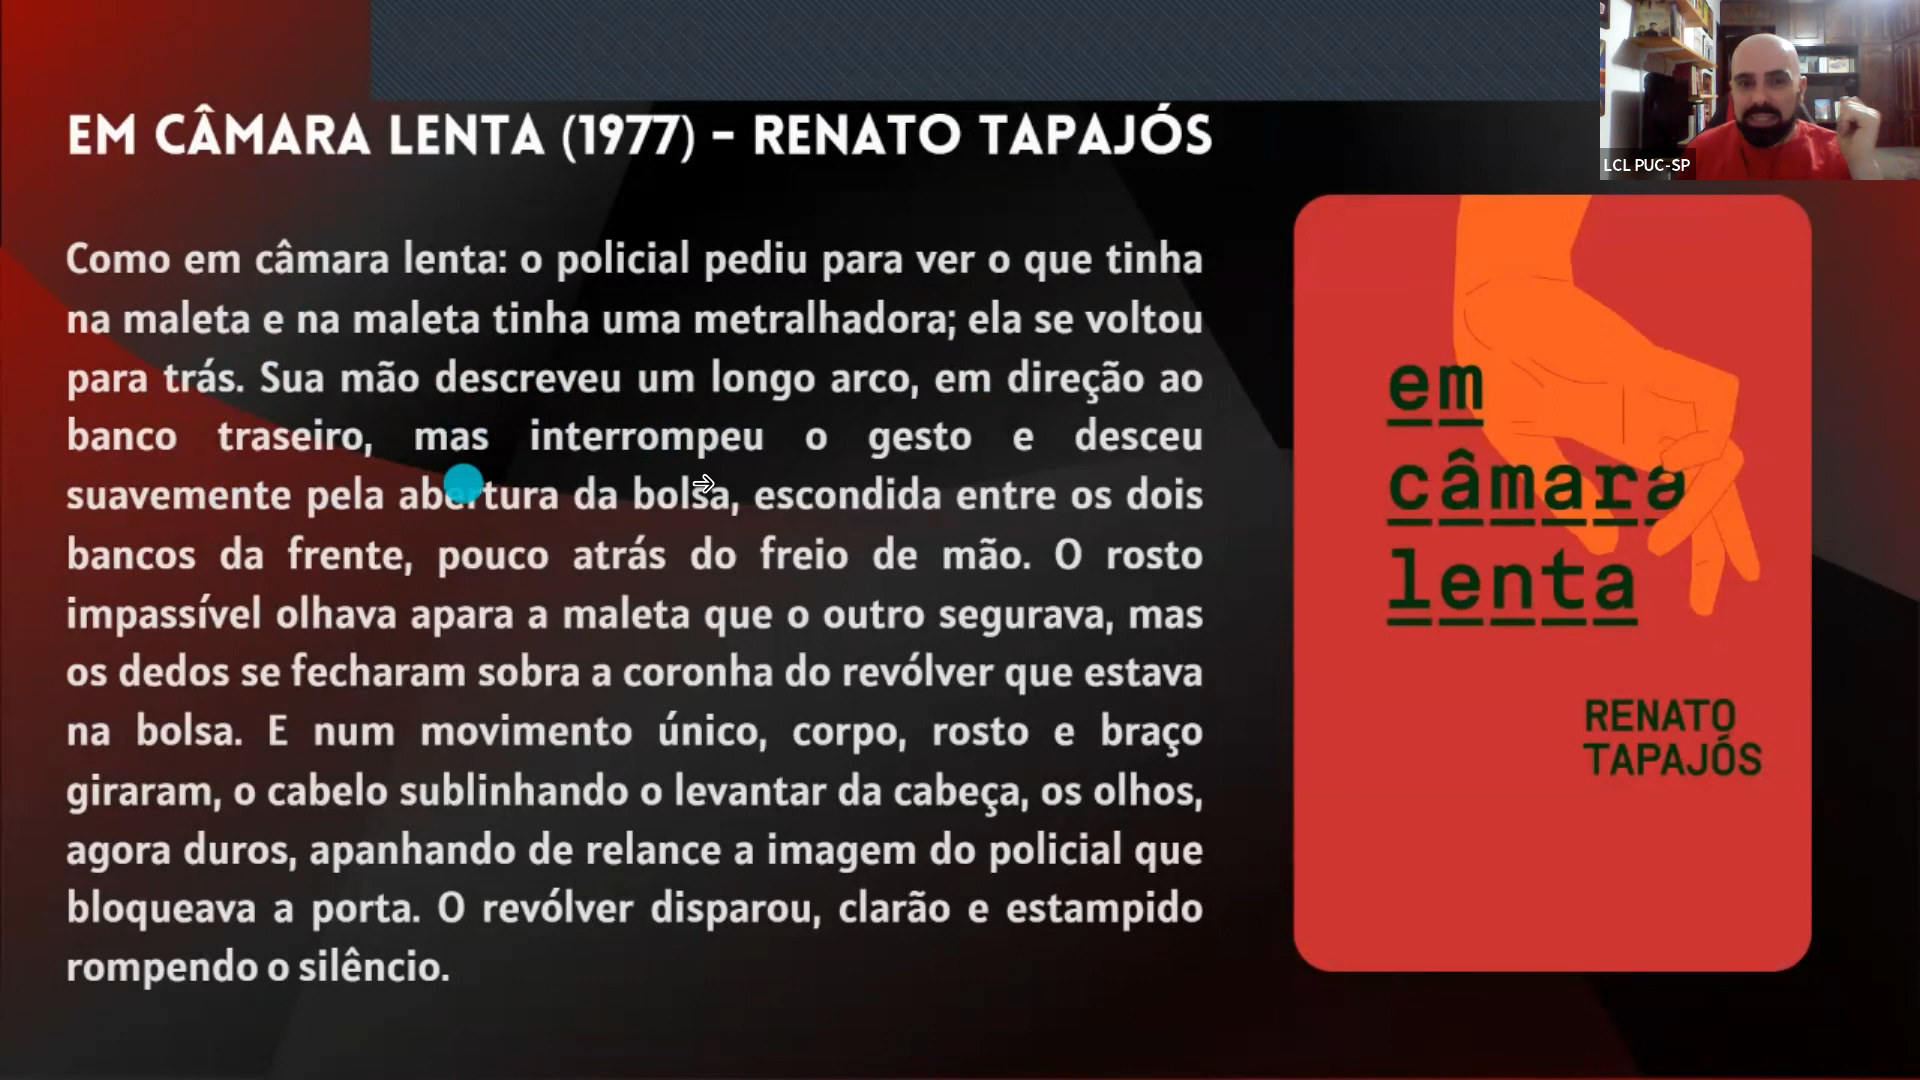 EM CÂMARA LENTA (1977) - RENATO TAPAJÓS
LCL PUC-SP
Como em câmara lenta: o policial pediu para ver o que tinha
na maleta e na maleta tinha uma metralhadora; ela se voltou
para trás. Sua mão descreveu um longo arco, em direção ao
banco traseiro, mas interrompeu o gesto e desceu
suavemente pela abertura da bolsa, escondida entre os dois
bancos da frente, pouco atrás do freio de mão. O rosto
impassível olhava apara a maleta que o outro segurava, mas
os dedos se fecharam sobra a coronha do revólver que estava
na bolsa. E num movimento único, corpo, rosto e braço
giraram, o cabelo sublinhando o levantar da cabeça, os olhos,
agora duros, apanhando de relance a imagem do policial que
bloqueava a porta. O revólver disparou, clarão e estampido
rompendo o silêncio.
em
câmara
lenta
RENATO
TAPAJÓS